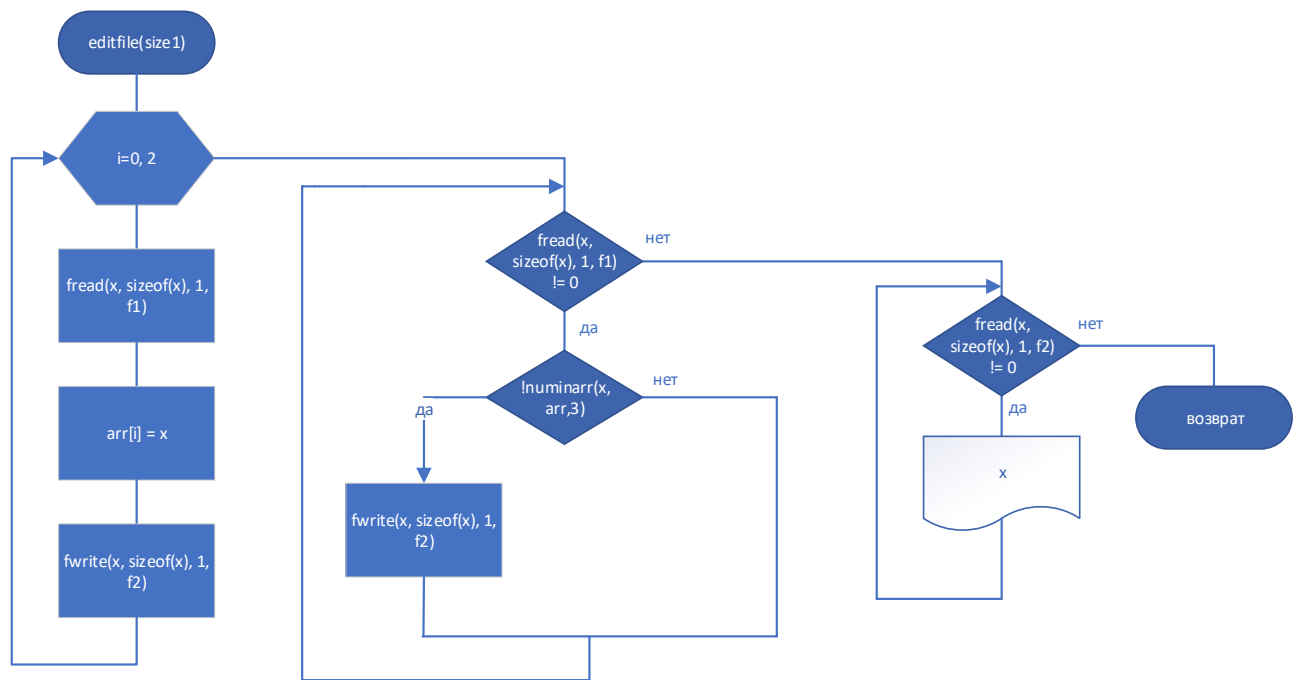 editfile(size1)
i=0, 2
fread(x, sizeof(x), 1,
f1)
arr[i] = x
fwrite(x, sizeof(x), 1,
f2)
fread(x,
sizeof(x), 1, f1)
!= 0
нет
да
!numinarr(x,
arr,3)
нет
да
fwrite(x, sizeof(x), 1,
f2)
fread(x,
sizeof(x), 1, f2)
!= 0
нет
да
x
возврат